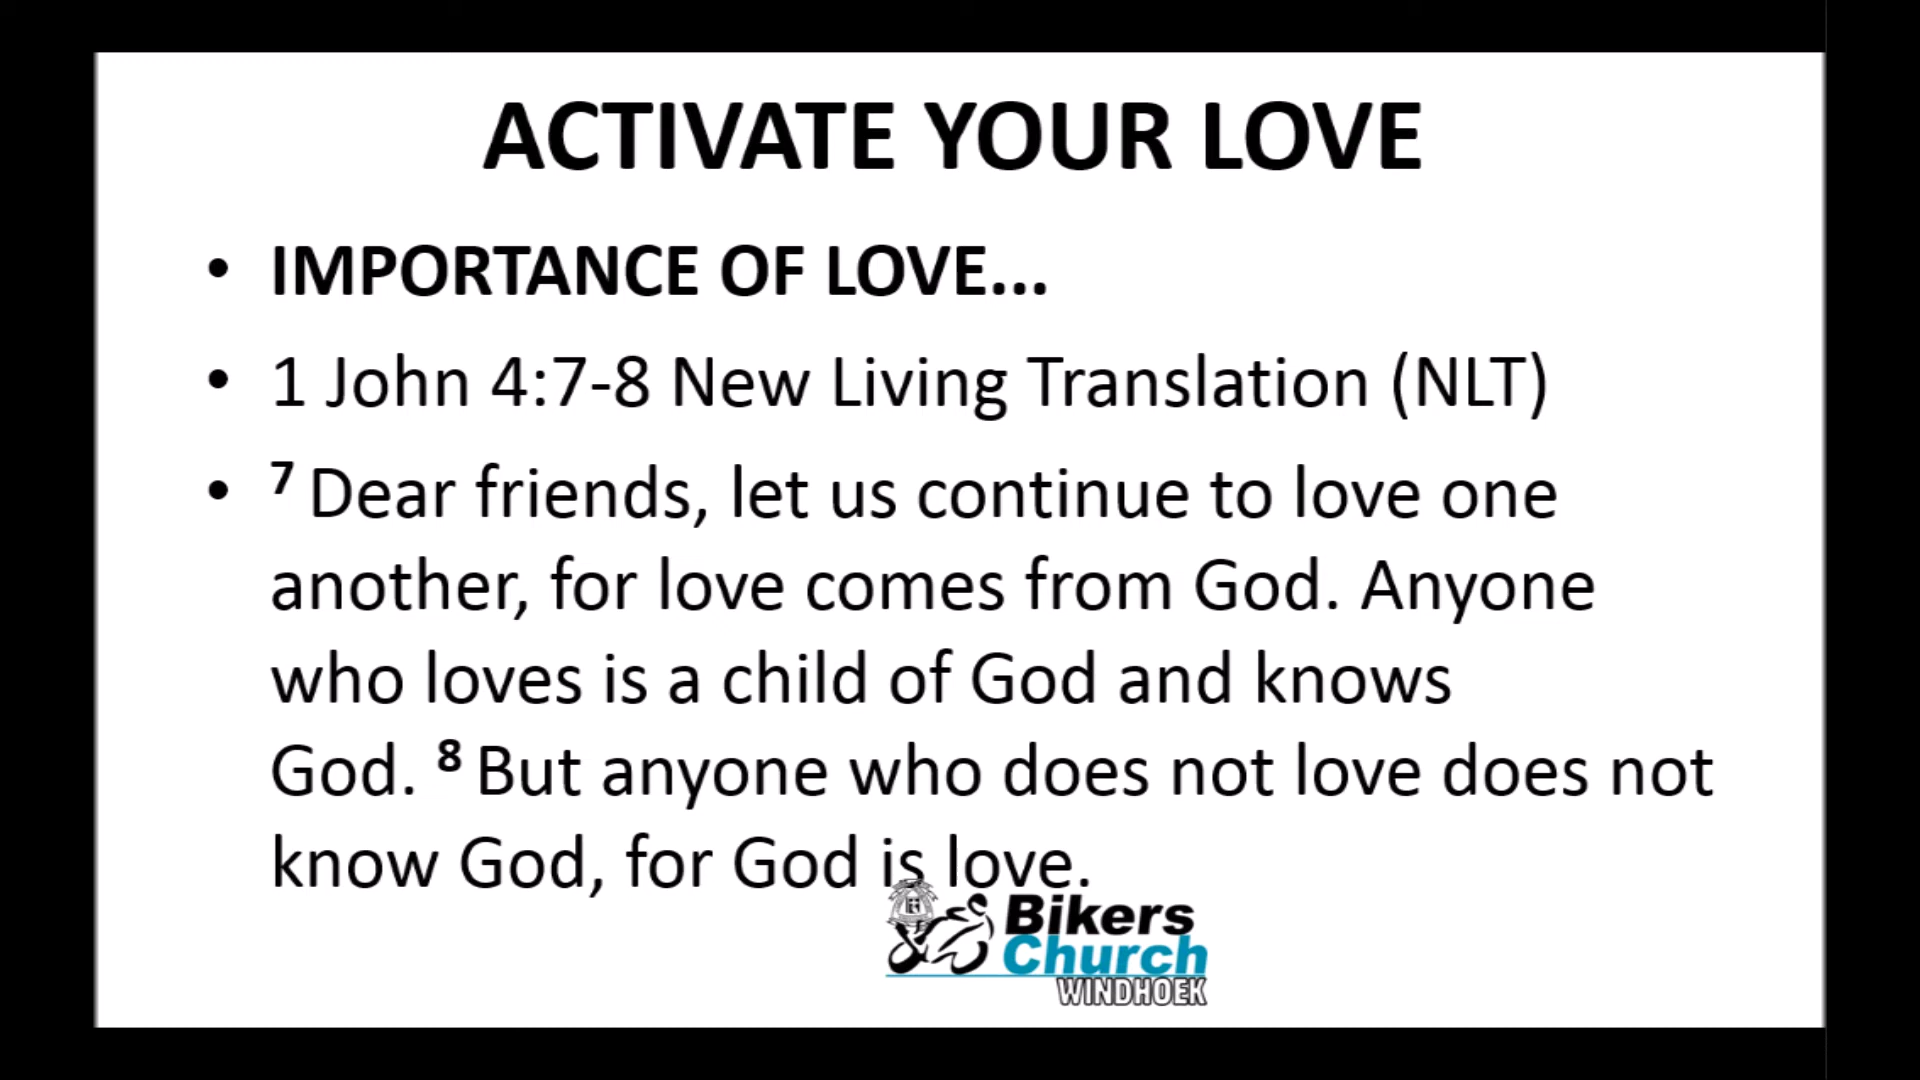 ACTIVATE YOUR LOVE
• IMPORTANCE OF LOVE...
• 1 John 4:7-8 New Living Translation (NLT)
• ⁷ Dear friends, let us continue to love one
another, for love comes from God. Anyone
who loves is a child of God and knows
God. ⁸ But anyone who does not love does not
know God, for God is love.
Bikers
Church
WINDHOEK